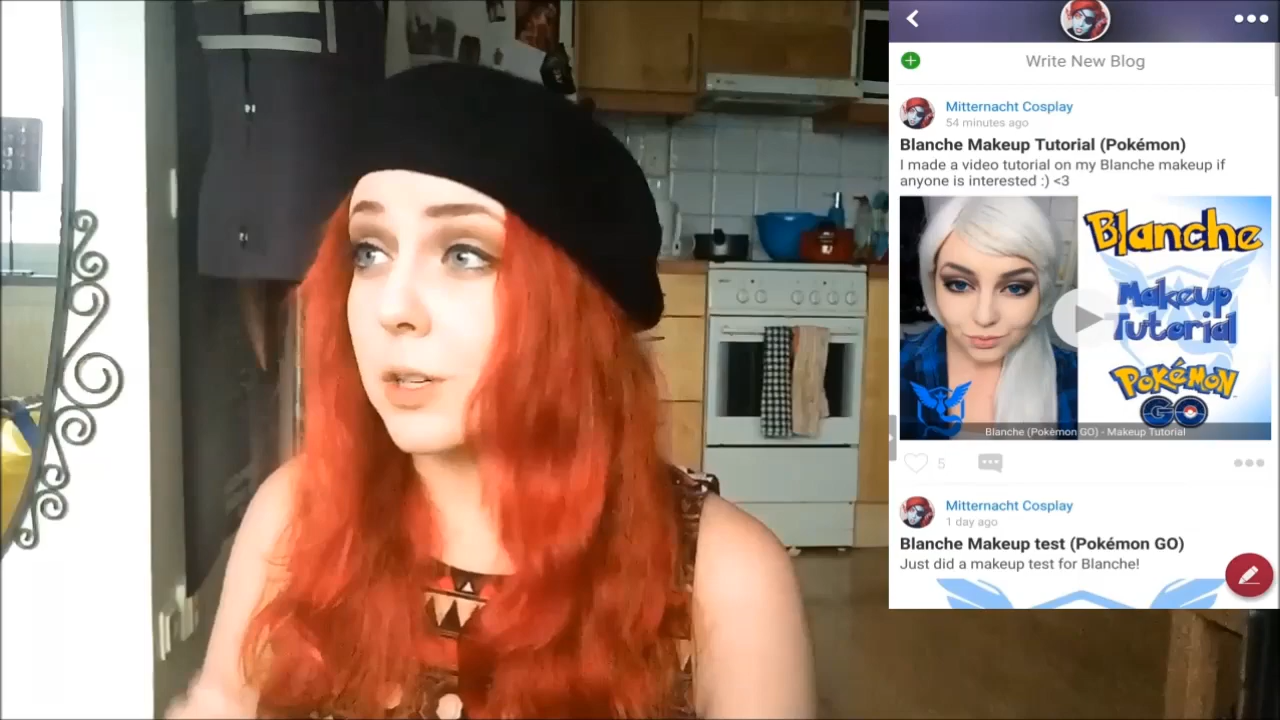 Write New Blog
Mitternacht Cosplay
54 minutes ago
Blanche Makeup Tutorial (Pokémon)
I made a video tutorial on my Blanche makeup if
anyone is interested :) <3
Blanche
Makeup
Tutorial
POKÉMON
GO
Blanche (Pokèmon GO) - Makeup Tutorial
5
Mitternacht Cosplay
1 day ago
Blanche Makeup test (Pokémon GO)
Just did a makeup test for Blanche!